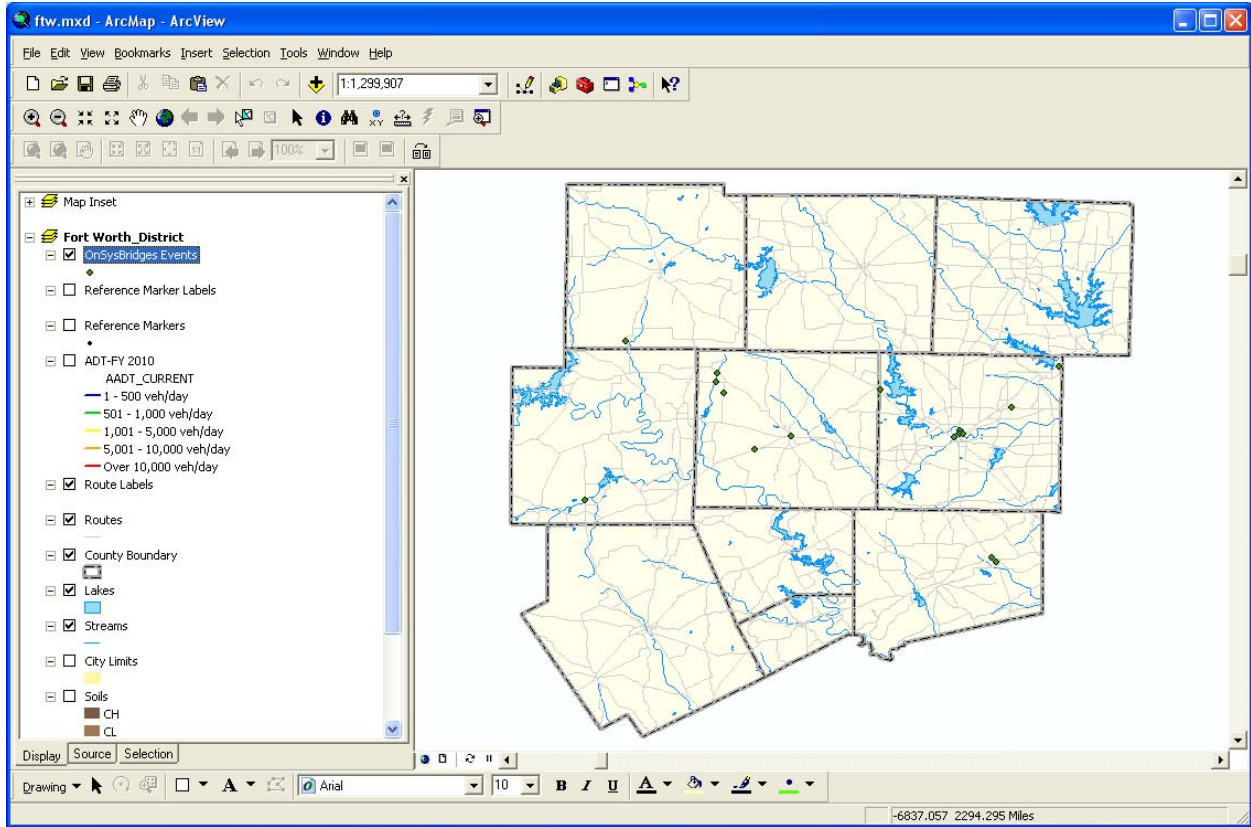 ftw.mxd - ArcMap - ArcView
File Edit View Bookmarks Insert Selection Tools Window Help
1:1,299,907
XY
1:1
100%
Map Inset
Fort Worth_District
OnSysBridges Events
Reference Marker Labels
Reference Markers
ADT-FY 2010
AADT_CURRENT
1 - 500 veh/day
501 - 1,000 veh/day
1,001 - 5,000 veh/day
5,001 - 10,000 veh/day
Over 10,000 veh/day
Route Labels
Routes
County Boundary
Lakes
Streams
City Limits
Soils
CH
CL
Display Source Selection
Drawing A Arial 10 B I U A
-6837.057 2294.295 Miles